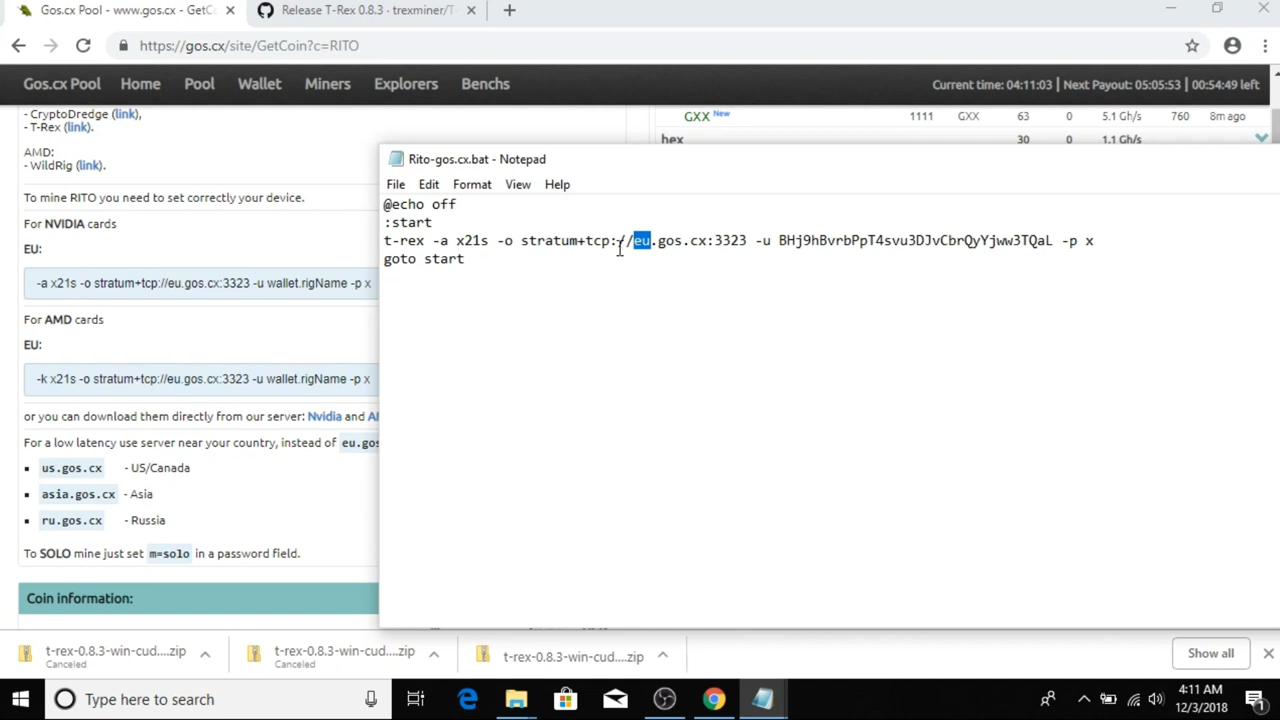 Gos.cx Pool - www.gos.cx - GetC
Release T-Rex 0.8.3 · trexminer/T
https://gos.cx/site/GetCoin?c=RITO
Gos.cx Pool Home Pool Wallet Miners Explorers Benchs
Current time: 04:11:03 | Next Payout: 05:05:53 | 00:54:49 left
- CryptoDredge (link),
- T-Rex (link).
AMD:
- WildRig (link).
To mine RITO you need to set correctly your device.
For NVIDIA cards
EU:
-a x21s -o stratum+tcp://eu.gos.cx:3323 -u wallet.rigName -p x
For AMD cards
EU:
-k x21s -o stratum+tcp://eu.gos.cx:3323 -u wallet.rigName -p x
or you can download them directly from our server: Nvidia and A
For a low latency use server near your country, instead of eu.gos
us.gos.cx - US/Canada
asia.gos.cx - Asia
ru.gos.cx - Russia
To SOLO mine just set m=solo in a password field.
Coin information:
GXX New 1111 GXX 63 0 5.1 Gh/s 760 8m ago
hex 30 0 1.1 Gh/s
Rito-gos.cx.bat - Notepad
File Edit Format View Help
@echo off
:start
t-rex -a x21s -o stratum+tcp://eu.gos.cx:3323 -u BHj9hBvrbPpT4svu3DJvCbrQyYjww3TQaL -p x
goto start
t-rex-0.8.3-win-cud....zip
Canceled
t-rex-0.8.3-win-cud....zip
Canceled
t-rex-0.8.3-win-cud....zip
Show all
Type here to search
4:11 AM
12/3/2018
1